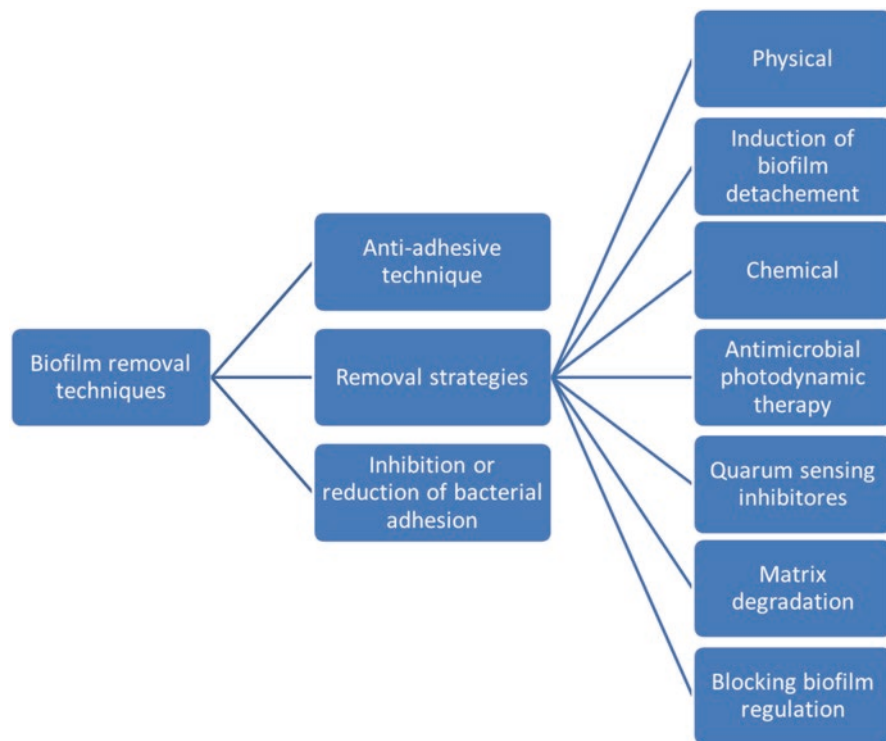 Biofilm removal
techniques
Anti-adhesive
technique
Removal strategies
Inhibition or
reduction of bacterial
adhesion
Physical
Induction of
biofilm
detachement
Chemical
Antimicrobial
photodynamic
therapy
Quarum sensing
inhibitores
Matrix
degradation
Blocking biofilm
regulation